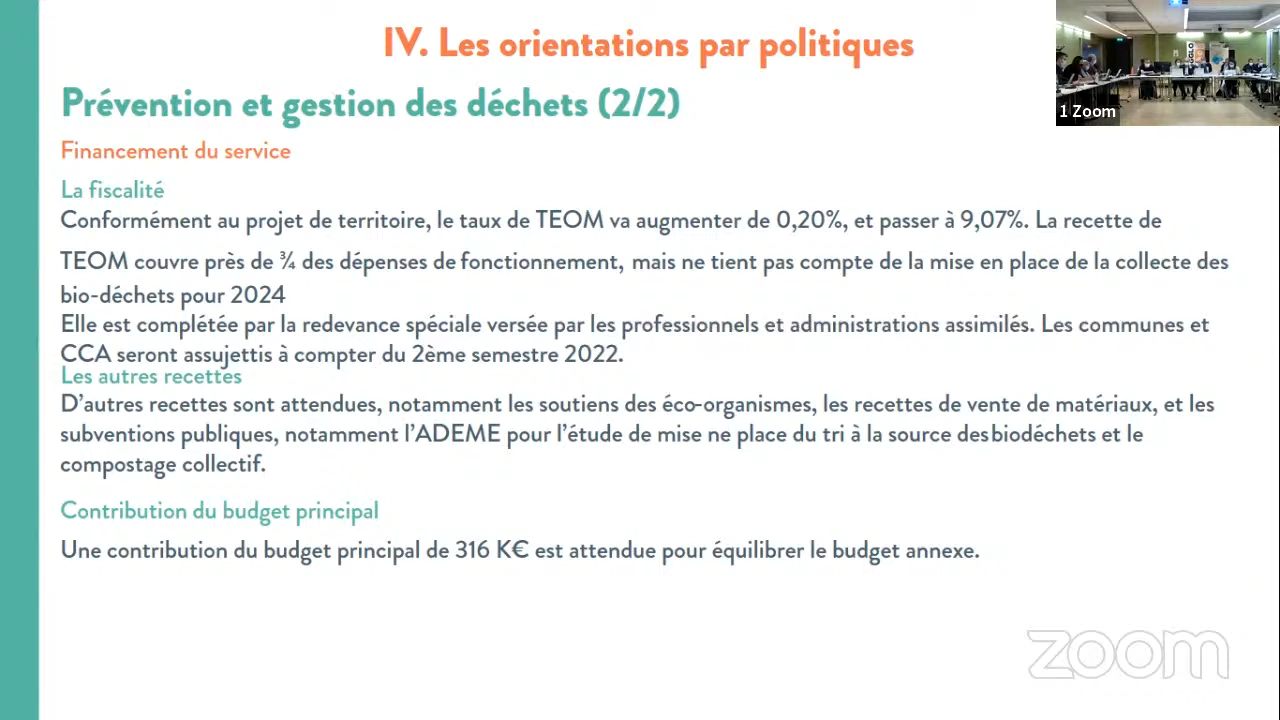 IV. Les orientations par politiques
Prévention et gestion des déchets (2/2)
1 Zoom
Financement du service
La fiscalité
Conformément au projet de territoire, le taux de TEOM va augmenter de 0,20%, et passer à 9,07%. La recette de
TEOM couvre près de ¾ des dépenses de fonctionnement, mais ne tient pas compte de la mise en place de la collecte des
bio-déchets pour 2024
Elle est complétée par la redevance spéciale versée par les professionnels et administrations assimilés. Les communes et
CCA seront assujettis à compter du 2ème semestre 2022.
Les autres recettes
D’autres recettes sont attendues, notamment les soutiens des éco-organismes, les recettes de vente de matériaux, et les
subventions publiques, notamment l’ADEME pour l’étude de mise ne place du tri à la source des biodéchets et le
compostage collectif.
Contribution du budget principal
Une contribution du budget principal de 316 K€ est attendue pour équilibrer le budget annexe.
zoom